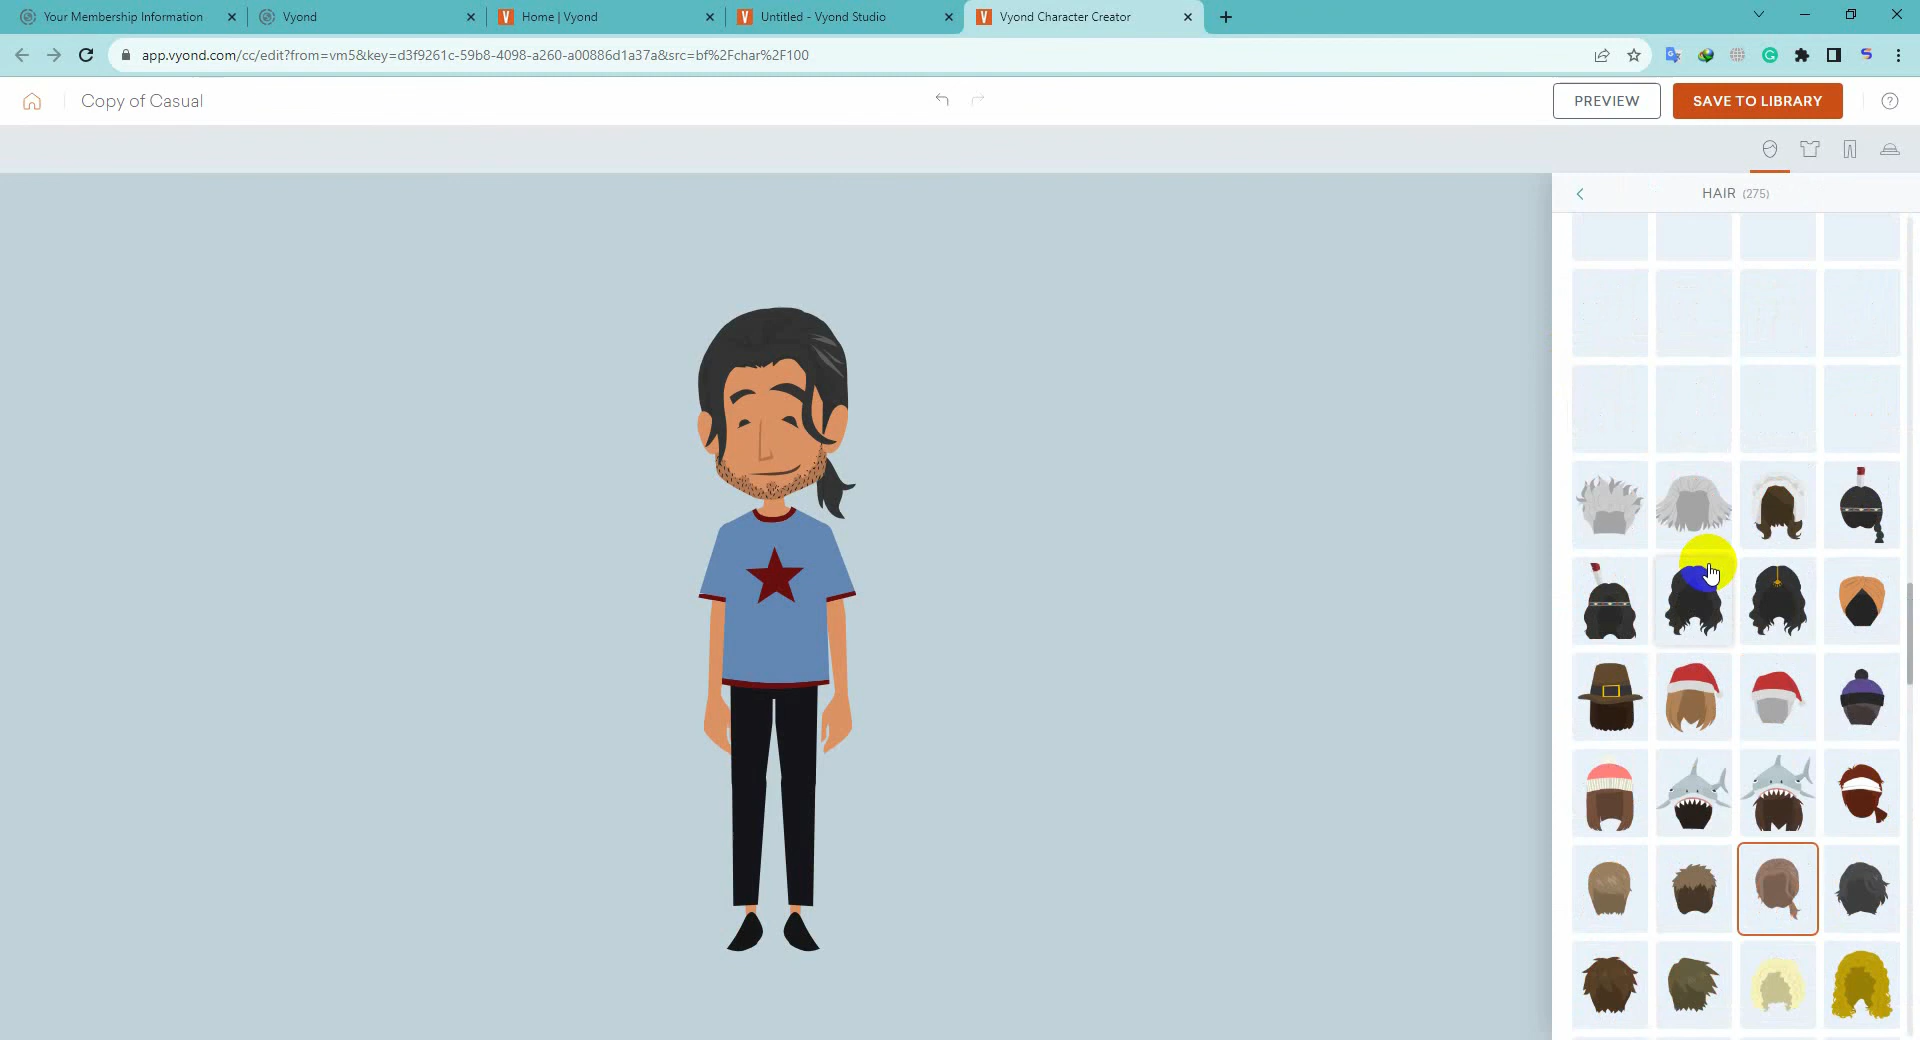 Your Membership Information
Vyond
Home | Vyond
Untitled - Vyond Studio
Vyond Character Creator
app.vyond.com/cc/edit?from=vm5&key=d3f9261c-59b8-4098-a260-a00886d1a37a&src=bf%2Fchar%2F100
Copy of Casual
PREVIEW
SAVE TO LIBRARY
HAIR (275)